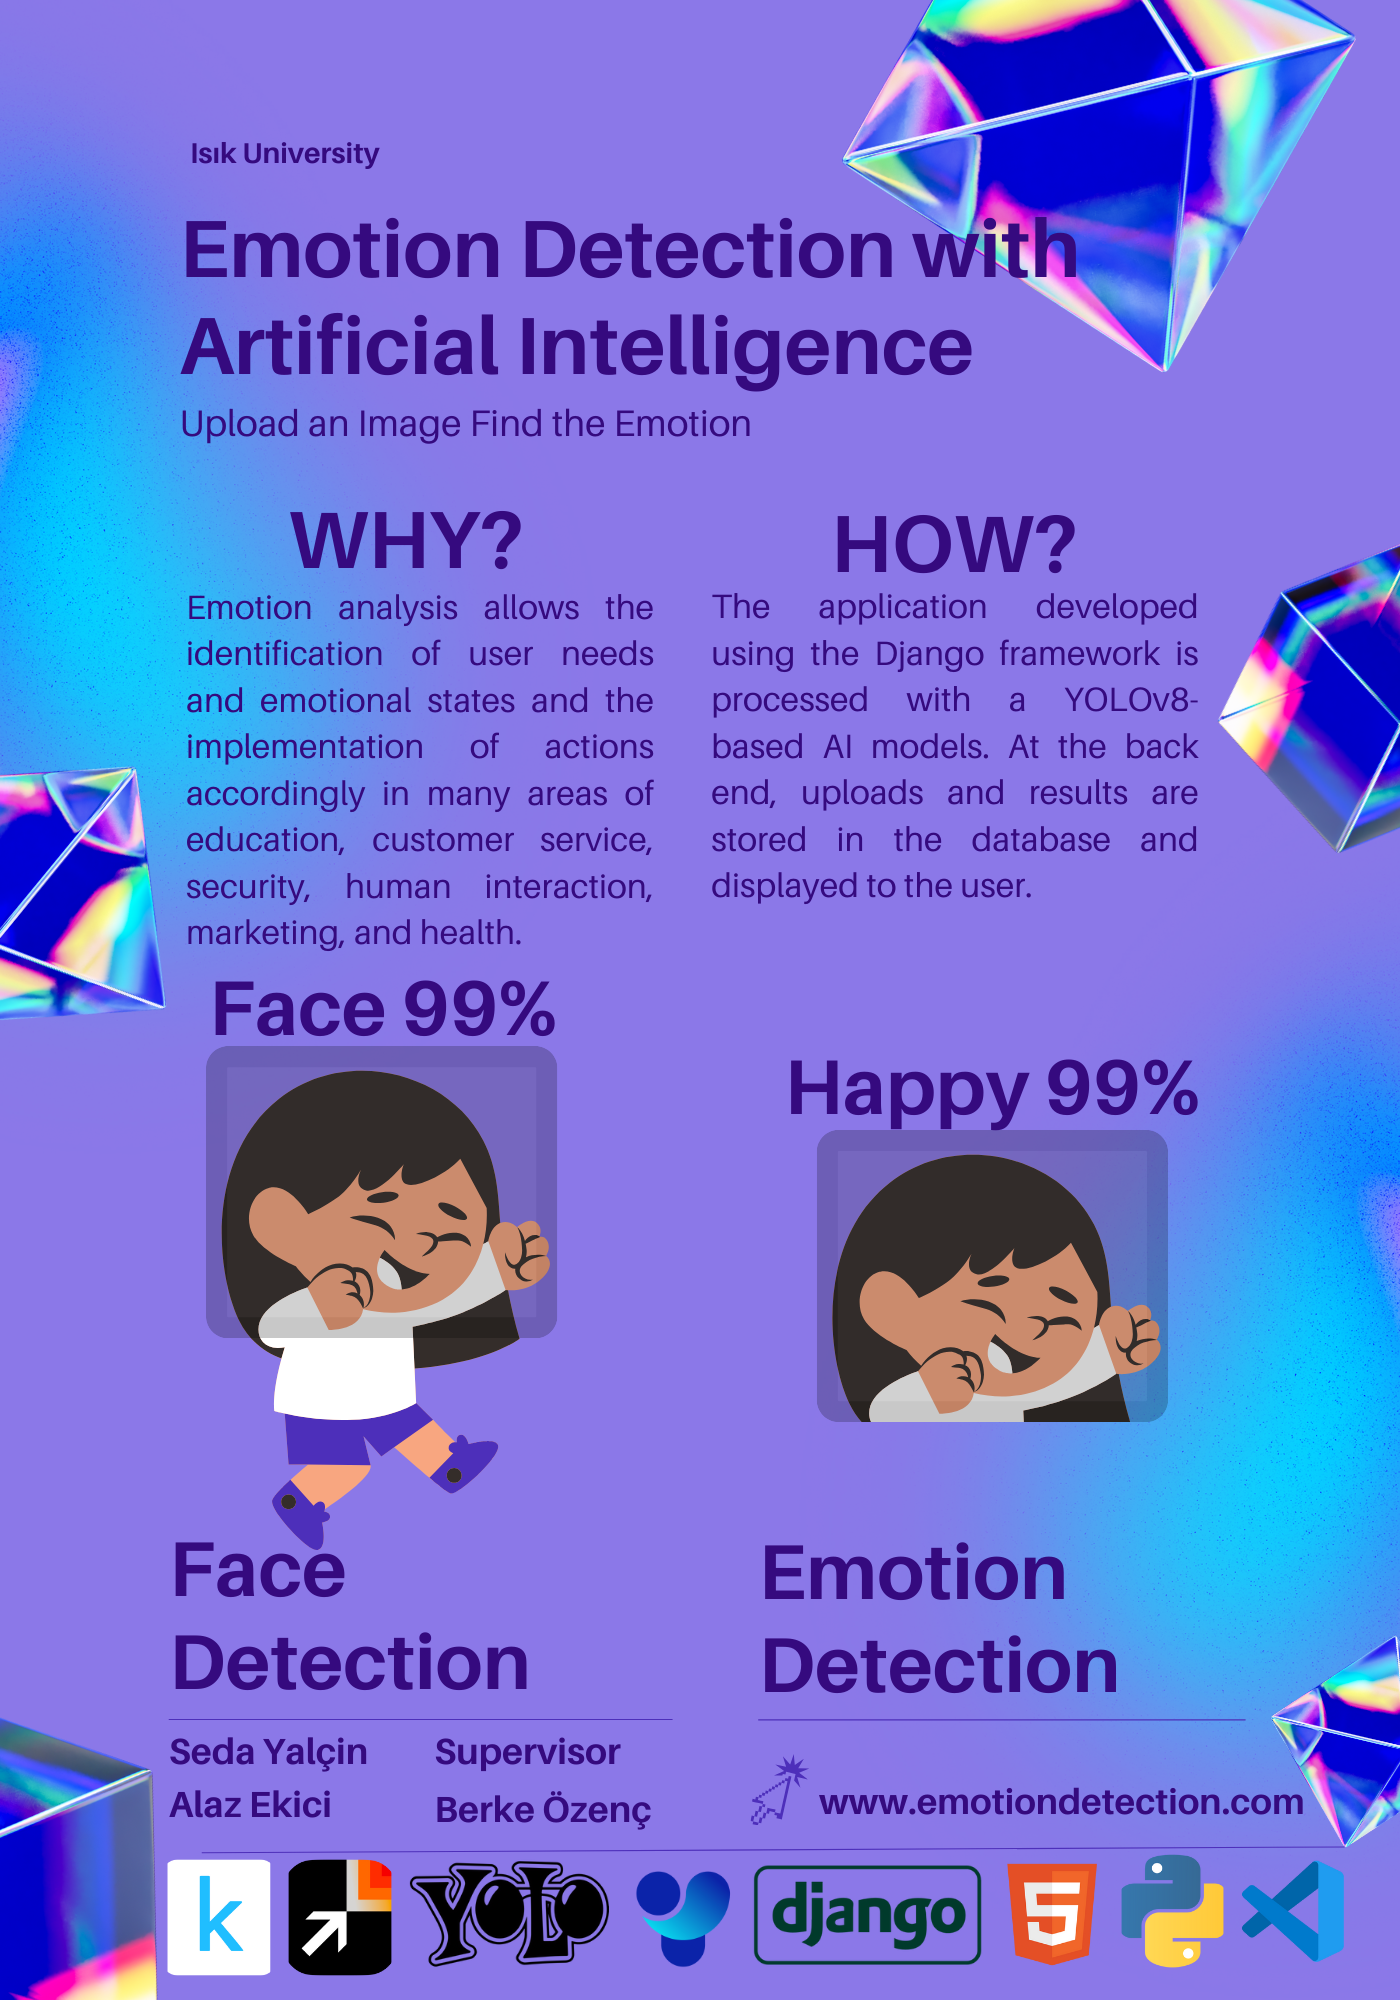 Isık University
Emotion Detection with
Artificial Intelligence
Upload an Image Find the Emotion
WHY?
Emotion analysis allows the
identification of user needs
and emotional states and the
implementation of actions
accordingly in many areas of
education, customer service,
security, human interaction,
marketing, and health.
HOW?
The application developed
using the Django framework is
processed with a YOLOv8-
based AI models. At the back
end, uploads and results are
stored in the database and
displayed to the user.
Face 99%
Happy 99%
Face
Detection
Emotion
Detection
Seda Yalçin
Alaz Ekici
Supervisor
Berke Özenç
www.emotiondetection.com
k
YOLO
django
5